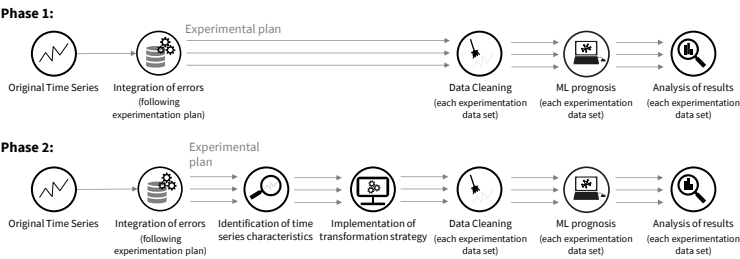 Phase 1:
Experimental plan
Original Time Series
Integration of errors
(following
experimentation plan)
Data Cleaning
(each experimentation
data set)
ML prognosis
(each experimentation
data set)
Analysis of results
(each experimentation
data set)
Phase 2:
Experimental
plan
Original Time Series
Integration of errors
(following
experimentation plan)
Identification of time
series characteristics
Implementation of
transformation strategy
Data Cleaning
(each experimentation
data set)
ML prognosis
(each experimentation
data set)
Analysis of results
(each experimentation
data set)